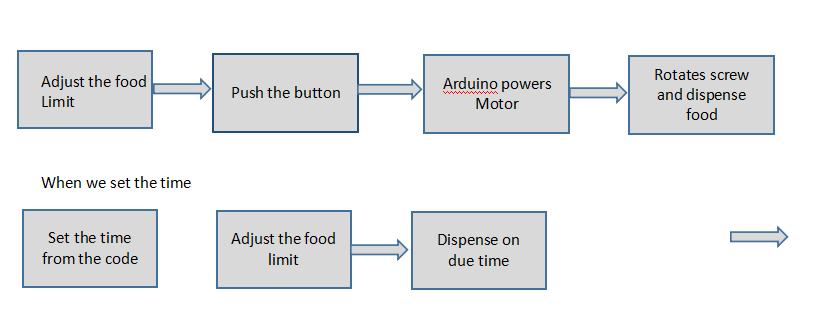 Adjust the food
Limit
Push the button
Arduino powers
Motor
Rotates screw
and dispense
food
When we set the time
Set the time
from the code
Adjust the food
limit
Dispense on
due time